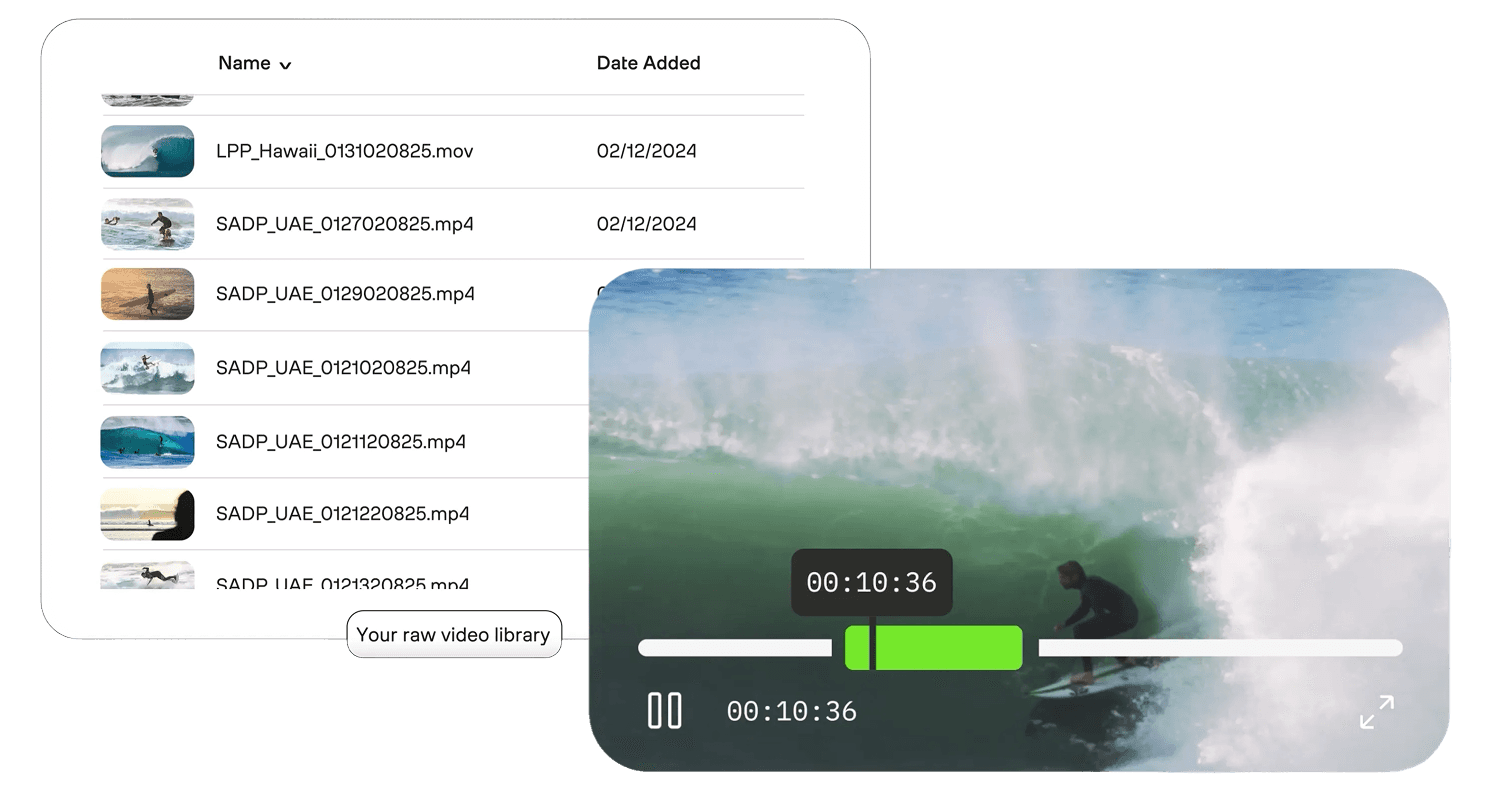 Name Date Added
LPP_Hawaii_0131020825.mov 02/12/2024
SADP_UAE_0127020825.mp4 02/12/2024
SADP_UAE_0129020825.mp4
SADP_UAE_0121020825.mp4
SADP_UAE_0121120825.mp4
SADP_UAE_0121220825.mp4
SADP_UAE_0121320825.mp4
Your raw video library
00:10:36
00:10:36